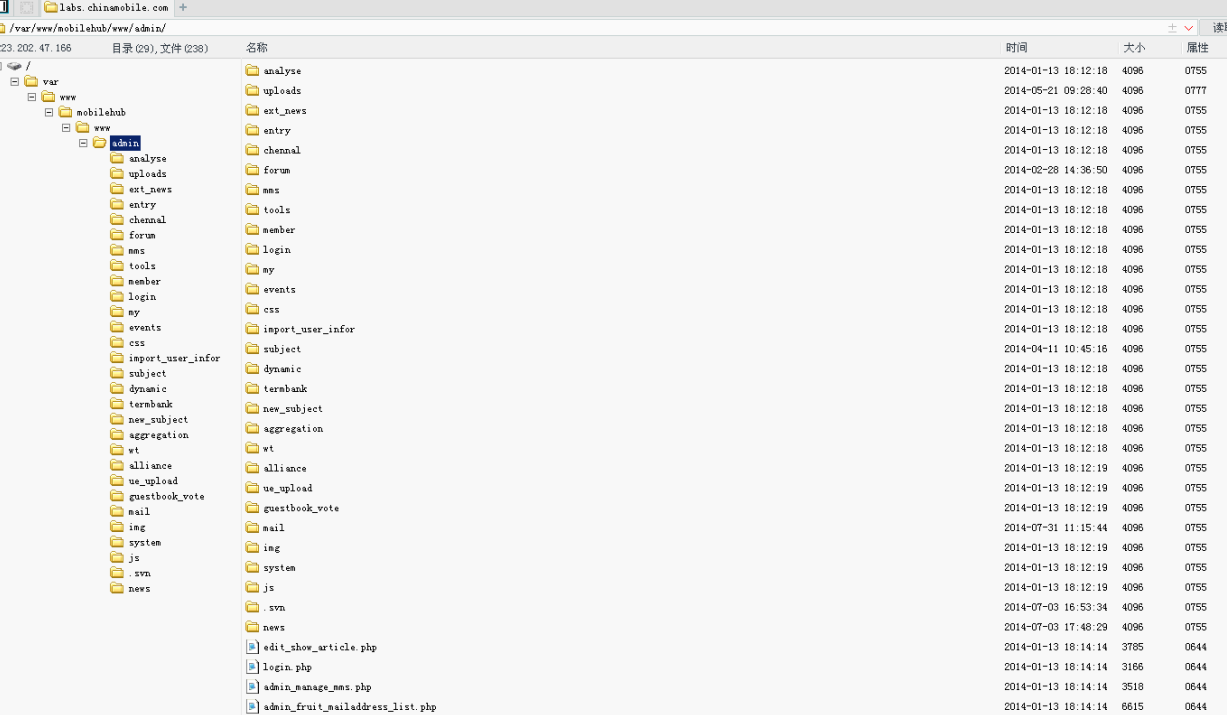 labs.chinamobile.com +
/var/www/mobilehub/www/admin/
23.202.47.166 目录(29),文件(238) 名称 时间 大小 属性
/
var
www
mobilehub
www
admin
analyse
uploads
ext_news
entry
chennal
forum
mms
tools
member
login
my
events
css
import_user_infor
subject
dynamic
termbank
new_subject
aggregation
wt
alliance
ue_upload
guestbook_vote
mail
img
system
js
.svn
news
analyse 2014-01-13 18:12:18 4096 0755
uploads 2014-05-21 09:28:40 4096 0777
ext_news 2014-01-13 18:12:18 4096 0755
entry 2014-01-13 18:12:18 4096 0755
chennal 2014-01-13 18:12:18 4096 0755
forum 2014-02-28 14:36:50 4096 0755
mms 2014-01-13 18:12:18 4096 0755
tools 2014-01-13 18:12:18 4096 0755
member 2014-01-13 18:12:18 4096 0755
login 2014-01-13 18:12:18 4096 0755
my 2014-01-13 18:12:18 4096 0755
events 2014-01-13 18:12:18 4096 0755
css 2014-01-13 18:12:18 4096 0755
import_user_infor 2014-01-13 18:12:18 4096 0755
subject 2014-04-11 10:45:16 4096 0755
dynamic 2014-01-13 18:12:18 4096 0755
termbank 2014-01-13 18:12:18 4096 0755
new_subject 2014-01-13 18:12:18 4096 0755
aggregation 2014-01-13 18:12:18 4096 0755
wt 2014-01-13 18:12:18 4096 0755
alliance 2014-01-13 18:12:19 4096 0755
ue_upload 2014-01-13 18:12:19 4096 0755
guestbook_vote 2014-01-13 18:12:19 4096 0755
mail 2014-07-31 11:15:44 4096 0755
img 2014-01-13 18:12:19 4096 0755
system 2014-01-13 18:12:19 4096 0755
js 2014-01-13 18:12:19 4096 0755
.svn 2014-07-03 16:53:34 4096 0755
news 2014-07-03 17:48:29 4096 0755
edit_show_article.php 2014-01-13 18:14:14 3785 0644
login.php 2014-01-13 18:14:14 3166 0644
admin_manage_mms.php 2014-01-13 18:14:14 3518 0644
admin_fruit_mailaddress_list.php 2014-01-13 18:14:14 6615 0644